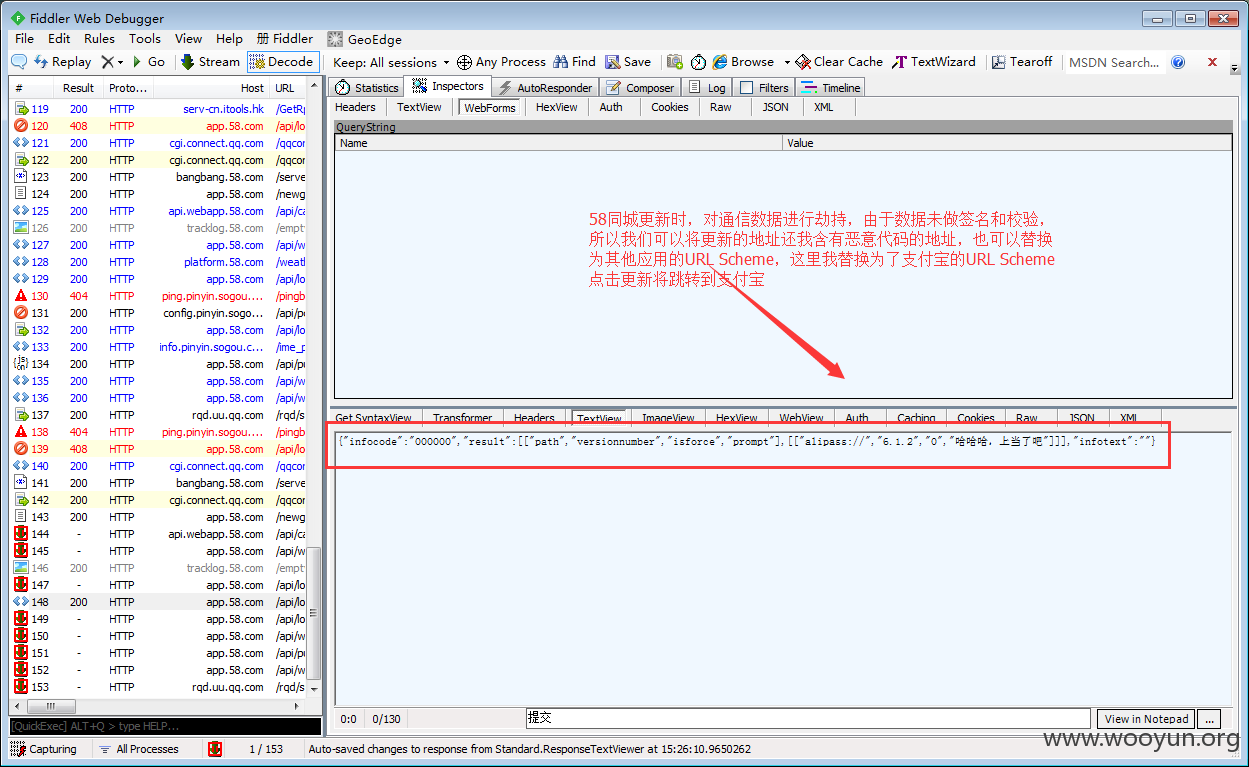 Fiddler Web Debugger
File Edit Rules Tools View Help 册 Fiddler GeoEdge
Replay Go Stream Decode Keep: All sessions Any Process Find Save Browse Clear Cache TextWizard Tearoff MSDN Search...
# Result Proto... Host URL
119 200 HTTP serv-cn.itools.hk /GetR
120 408 HTTP app.58.com /api/lo
121 200 HTTP cgi.connect.qq.com /qqcor
122 200 HTTP cgi.connect.qq.com /qqcor
123 200 HTTP bangbang.58.com /serve
124 200 HTTP app.58.com /newg
125 200 HTTP api.webapp.58.com /api/ca
126 200 HTTP tracklog.58.com /empt
127 200 HTTP app.58.com /api/w
128 200 HTTP platform.58.com /weat
129 200 HTTP app.58.com /api/lo
130 404 HTTP ping.pinyin.sogou.... /pingb
131 200 HTTP config.pinyin.sogo... /api/p
132 200 HTTP app.58.com /api/lo
133 200 HTTP info.pinyin.sogou.c... /ime_p
134 200 HTTP app.58.com /api/p
135 200 HTTP app.58.com /api/w
136 200 HTTP app.58.com /api/w
137 200 HTTP rqd.uu.qq.com /rqd/s
138 404 HTTP ping.pinyin.sogou.... /pingb
139 408 HTTP app.58.com /api/lo
140 200 HTTP cgi.connect.qq.com /qqcor
141 200 HTTP bangbang.58.com /serve
142 200 HTTP cgi.connect.qq.com /qqcor
143 200 HTTP app.58.com /newg
144 - HTTP api.webapp.58.com /api/ca
145 - HTTP app.58.com /api/w
146 200 HTTP tracklog.58.com /empt
147 - HTTP app.58.com /api/lo
148 200 HTTP app.58.com /api/lo
149 - HTTP app.58.com /api/lo
150 - HTTP app.58.com /api/w
151 - HTTP app.58.com /api/p
152 - HTTP app.58.com /api/w
153 - HTTP rqd.uu.qq.com /rqd/s
[QuickExec] ALT+Q > type HELP...
Statistics Inspectors AutoResponder Composer Log Filters Timeline
Headers TextView WebForms HexView Auth Cookies Raw JSON XML
QueryString
Name Value
58同城更新时，对通信数据进行劫持，由于数据未做签名和校验，
所以我们可以将更新的地址还我含有恶意代码的地址，也可以替换
为其他应用的URL Scheme，这里我替换为了支付宝的URL Scheme
点击更新将跳转到支付宝
Get SyntaxView Transformer Headers TextView ImageView HexView WebView Auth Caching Cookies Raw JSON XML
{"infocode":"000000","result":[["path","versionnumber","isforce","prompt"],[["alipass://","6.1.2","0","哈哈哈，上当了吧"]]],"infotext":""}
0:0 0/130 提交 View in Notepad ...
Capturing All Processes 1 / 153 Auto-saved changes to response from Standard.ResponseTextViewer at 15:26:10.9650262
www.wooyun.org